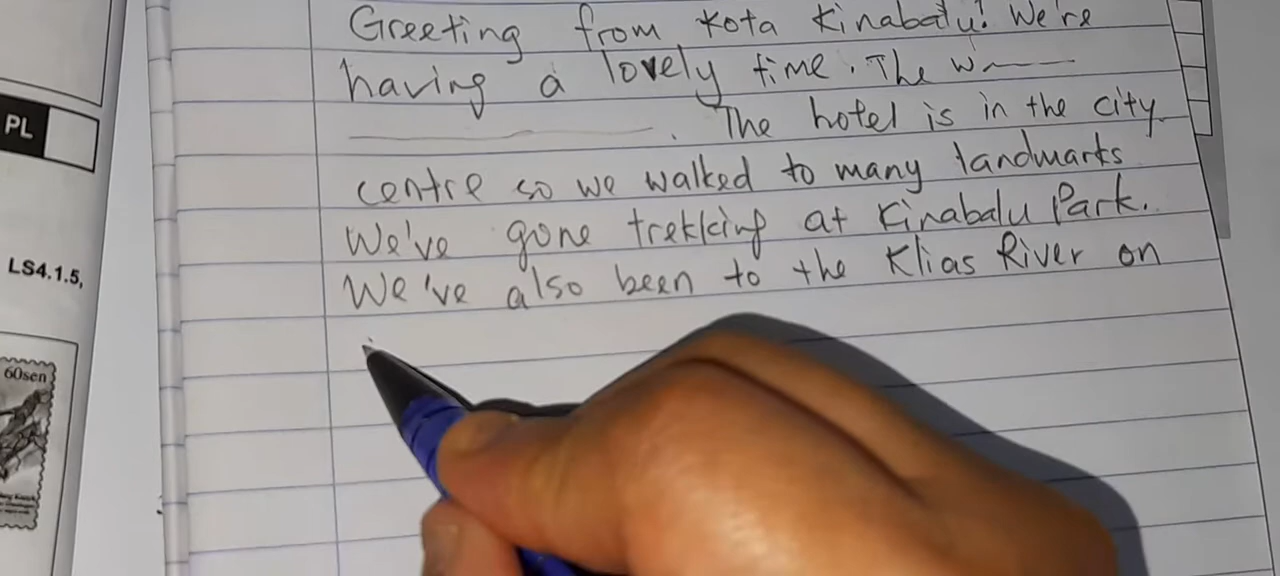 PL
LS4.1.5,
60sen
Greeting from Kota Kinabalu! We're
having a lovely time. The w
. The hotel is in the city
centre so we walked to many landmarks
We've gone trekking at Kinabalu Park.
We've also been to the Klias River on